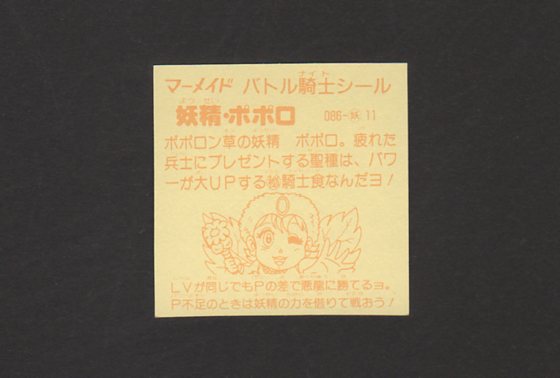 マーメイド バトル騎士シール
妖精・ポポロ 086-妖 11
ポポロン草の妖精 ポポロ。疲れた
兵士にプレゼントする聖種は、パワ
ーが大UPする㊙騎士食なんだヨ!
LVが同じでもPの差で悪魔に勝てるョ。
P不足のときは妖精の力を借りて戦おう!